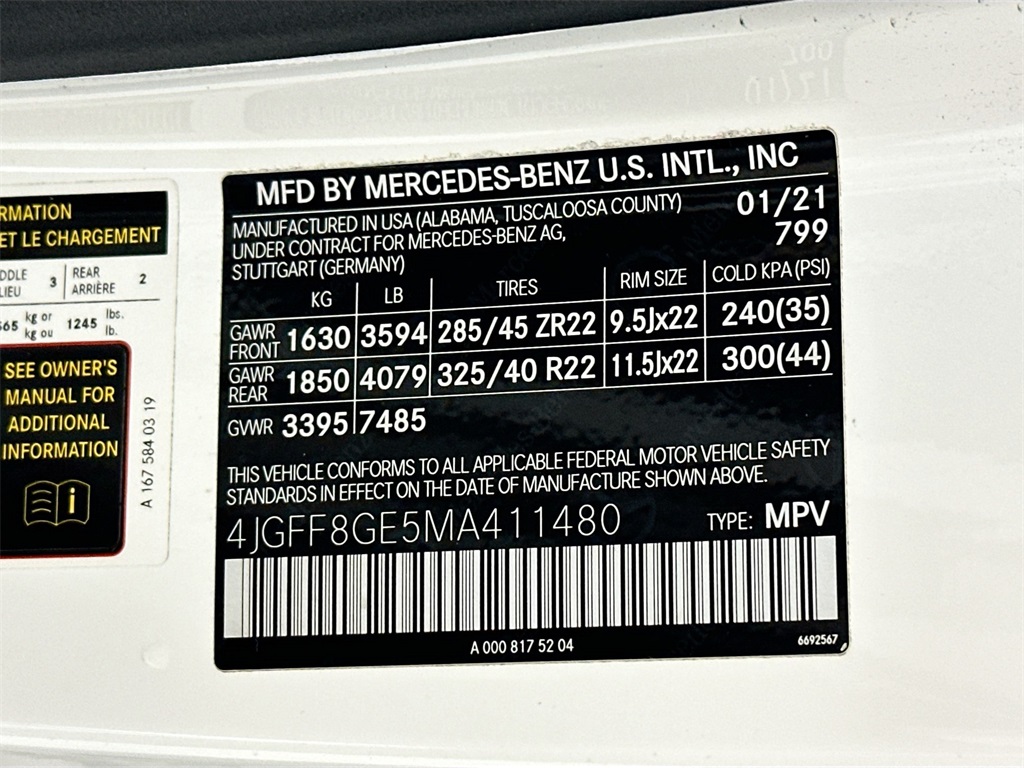 RMATION
ET LE CHARGEMENT
DDLE
LIEU
3
REAR
ARRIÈRE
2
565 kg or
kg ou
1245 lbs.
lb.
SEE OWNER'S
MANUAL FOR
ADDITIONAL
INFORMATION
i
A 167 584 03 19
MFD BY MERCEDES-BENZ U.S. INTL., INC
MANUFACTURED IN USA (ALABAMA, TUSCALOOSA COUNTY) 01/21
UNDER CONTRACT FOR MERCEDES-BENZ AG, 799
STUTTGART (GERMANY)
KG LB TIRES RIM SIZE COLD KPA (PSI)
GAWR
FRONT 1630 3594 285/45 ZR22 9.5Jx22 240(35)
GAWR
REAR 1850 4079 325/40 R22 11.5Jx22 300(44)
GVWR 3395 7485
THIS VEHICLE CONFORMS TO ALL APPLICABLE FEDERAL MOTOR VEHICLE SAFETY
STANDARDS IN EFFECT ON THE DATE OF MANUFACTURE SHOWN ABOVE.
4JGFF8GE5MA411480 TYPE: MPV
A 000 817 52 04
6692567